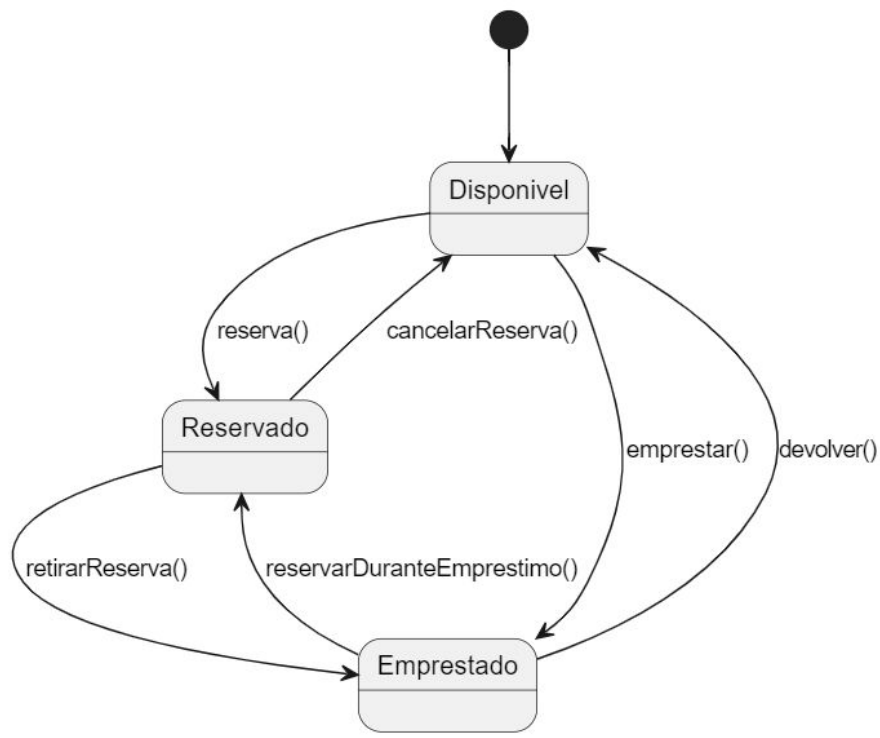 Disponivel
reserva()
cancelarReserva()
Reservado
emprestar()
devolver()
retirarReserva()
reservarDuranteEmprestimo()
Emprestado